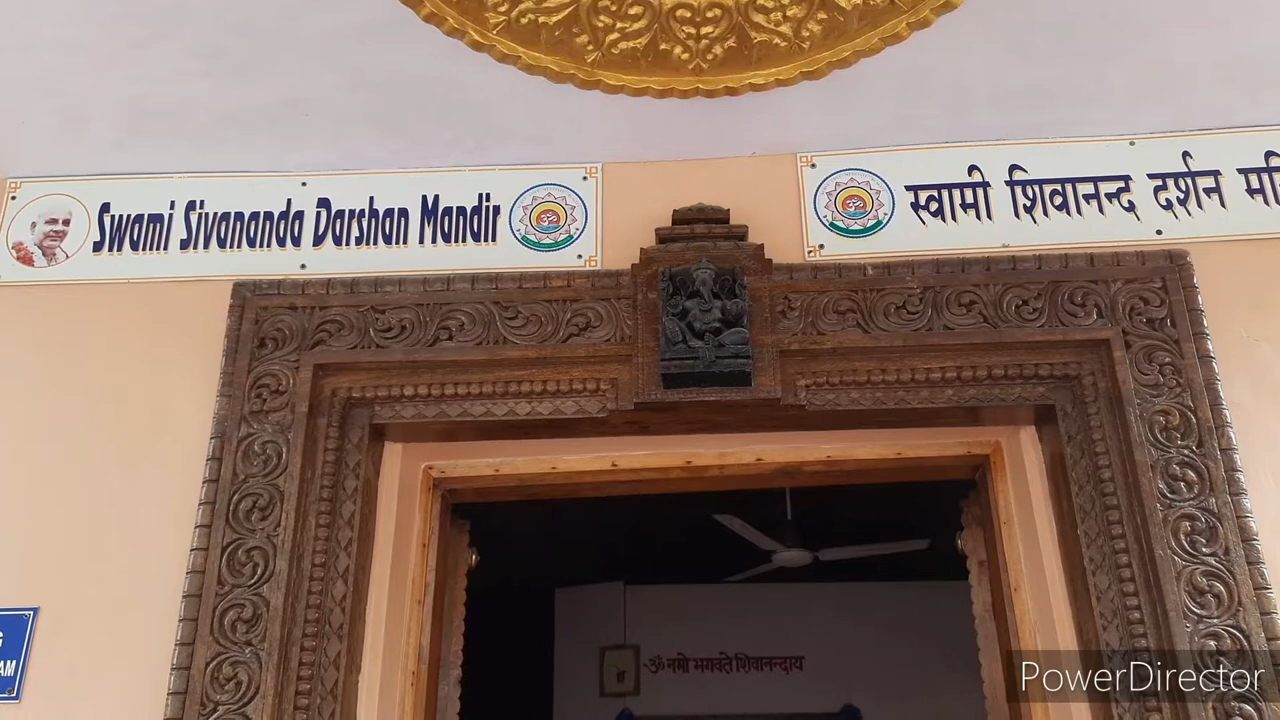 Swami Sivananda Darshan Mandir
स्वामी शिवानन्द दर्शन
ॐ नमो भगवते शिवानन्दाय
PowerDirector